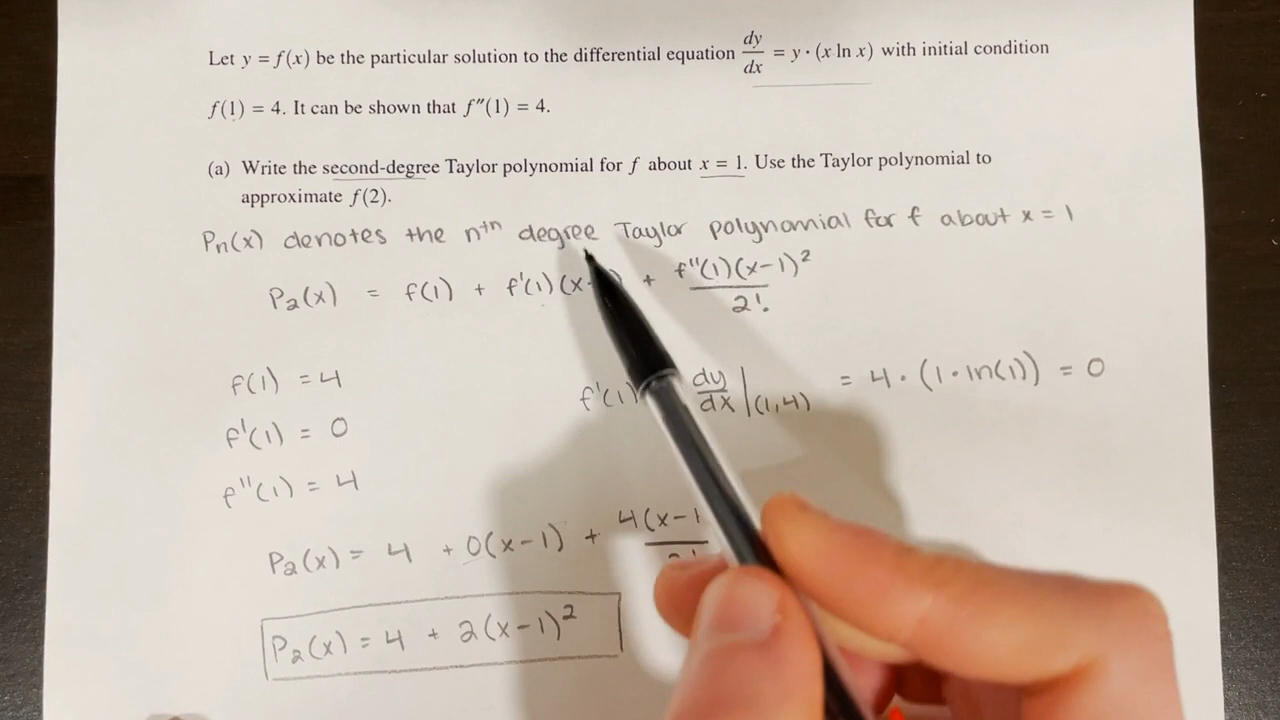 Let y = f(x) be the particular solution to the differential equation dy/dx = y · (x ln x) with initial condition
f(1) = 4. It can be shown that f″(1) = 4.
(a) Write the second-degree Taylor polynomial for f about x = 1. Use the Taylor polynomial to
approximate f(2).
Pn(x) denotes the nth degree Taylor polynomial for f about x = 1
P2(x) = f(1) + f'(1)(x- ) + f"(1)(x-1)²/2!
f(1) = 4
f'(1) dy/dx|(1,4) = 4·(1·ln(1)) = 0
f'(1) = 0
f"(1) = 4
P2(x) = 4 + 0(x-1) + 4(x-1
P2(x) = 4 + 2(x-1)²